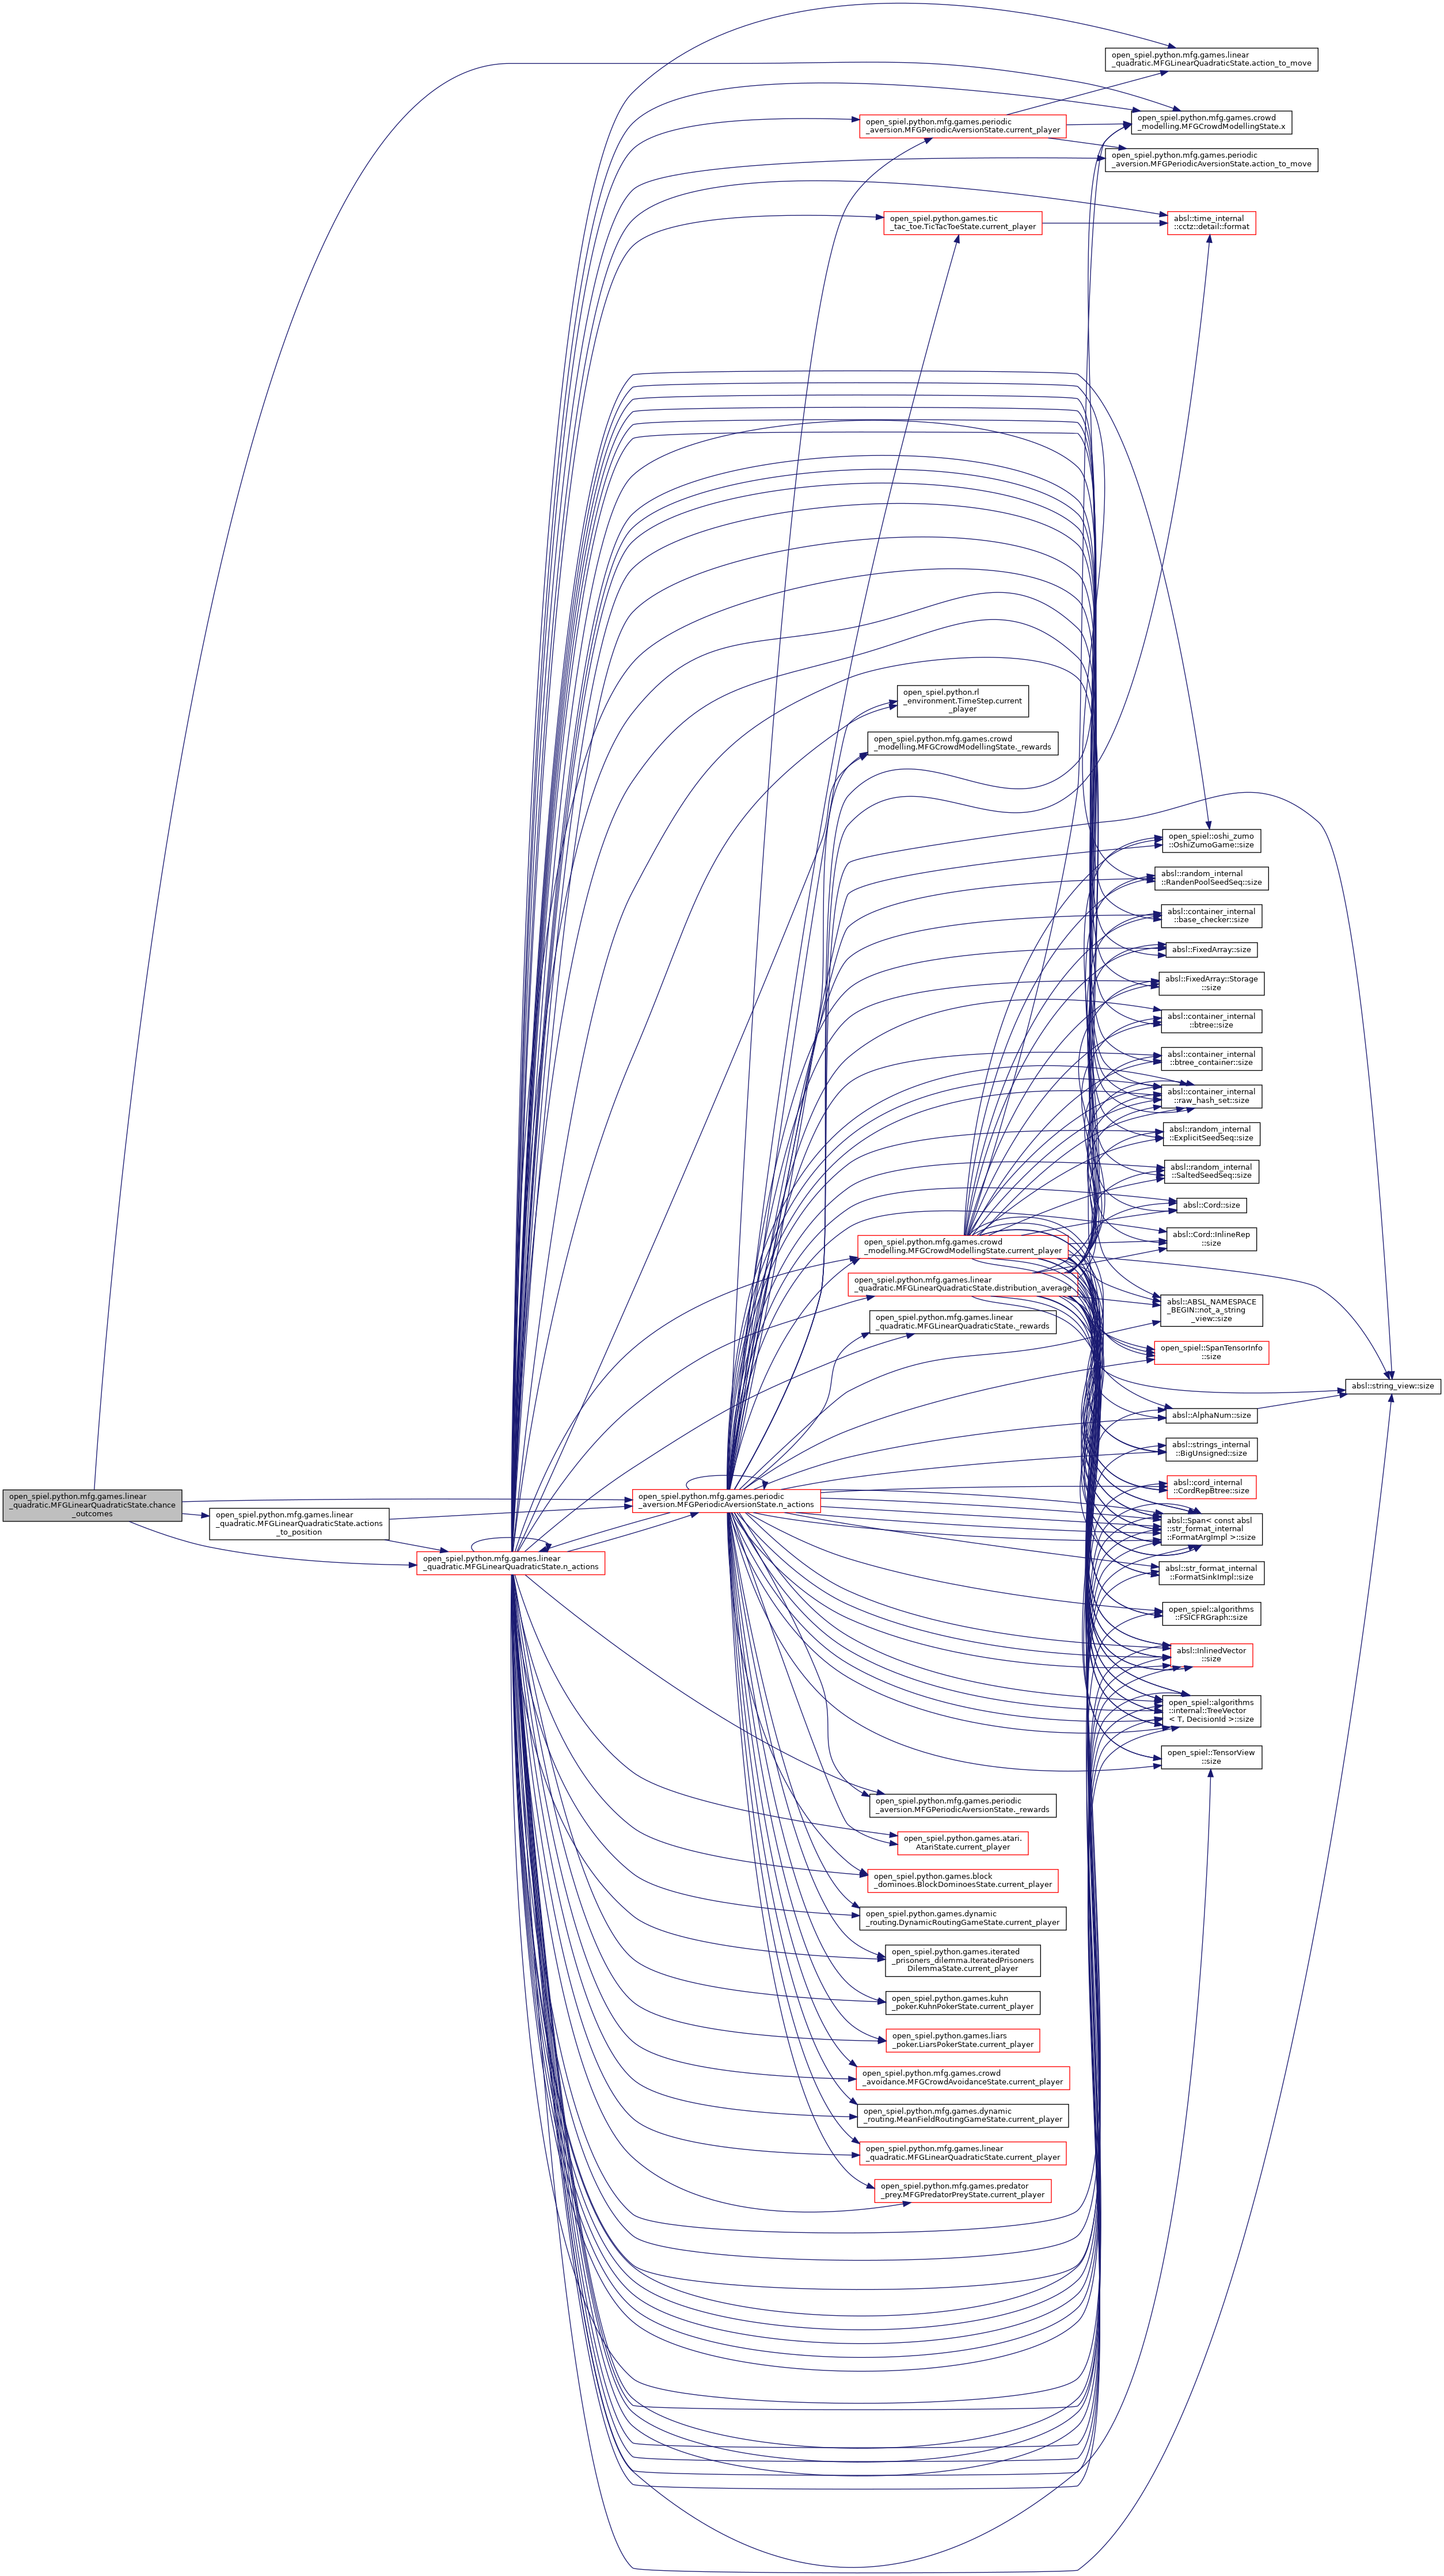 open_spiel.python.mfg.games.linear
_quadratic.MFGLinearQuadraticState.action_to_move
open_spiel.python.mfg.games.crowd
_modelling.MFGCrowdModellingState.x
open_spiel.python.mfg.games.periodic
_aversion.MFGPeriodicAversionState.current_player
open_spiel.python.mfg.games.periodic
_aversion.MFGPeriodicAversionState.action_to_move
open_spiel.python.games.tic
_tac_toe.TicTacToeState.current_player
absl::time_internal
::cctz::detail::format
open_spiel.python.rl
_environment.TimeStep.current
_player
open_spiel.python.mfg.games.crowd
_modelling.MFGCrowdModellingState._rewards
open_spiel::oshi_zumo
::OshiZumoGame::size
absl::random_internal
::RandenPoolSeedSeq::size
absl::container_internal
::base_checker::size
absl::FixedArray::size
absl::FixedArray::Storage
::size
absl::container_internal
::btree::size
absl::container_internal
::btree_container::size
absl::container_internal
::raw_hash_set::size
absl::random_internal
::ExplicitSeedSeq::size
absl::random_internal
::SaltedSeedSeq::size
absl::Cord::size
absl::Cord::InlineRep
::size
open_spiel.python.mfg.games.crowd
_modelling.MFGCrowdModellingState.current_player
open_spiel.python.mfg.games.linear
_quadratic.MFGLinearQuadraticState.distribution_average
absl::ABSL_NAMESPACE
_BEGIN::not_a_string
_view::size
open_spiel.python.mfg.games.linear
_quadratic.MFGLinearQuadraticState._rewards
open_spiel::SpanTensorInfo
::size
absl::string_view::size
absl::AlphaNum::size
absl::strings_internal
::BigUnsigned::size
absl::cord_internal
::CordRepBtree::size
open_spiel.python.mfg.games.linear
_quadratic.MFGLinearQuadraticState.chance
_outcomes
open_spiel.python.mfg.games.periodic
_aversion.MFGPeriodicAversionState.n_actions
open_spiel.python.mfg.games.linear
_quadratic.MFGLinearQuadraticState.actions
_to_position
absl::Span< const absl
::str_format_internal
::FormatArgImpl >::size
open_spiel.python.mfg.games.linear
_quadratic.MFGLinearQuadraticState.n_actions
absl::str_format_internal
::FormatSinkImpl::size
open_spiel::algorithms
::FSICFRGraph::size
absl::InlinedVector
::size
open_spiel::algorithms
::internal::TreeVector
< T, DecisionId >::size
open_spiel::TensorView
::size
open_spiel.python.mfg.games.periodic
_aversion.MFGPeriodicAversionState._rewards
open_spiel.python.games.atari.
AtariState.current_player
open_spiel.python.games.block
_dominoes.BlockDominoesState.current_player
open_spiel.python.games.dynamic
_routing.DynamicRoutingGameState.current_player
open_spiel.python.games.iterated
_prisoners_dilemma.IteratedPrisoners
DilemmaState.current_player
open_spiel.python.games.kuhn
_poker.KuhnPokerState.current_player
open_spiel.python.games.liars
_poker.LiarsPokerState.current_player
open_spiel.python.mfg.games.crowd
_avoidance.MFGCrowdAvoidanceState.current_player
open_spiel.python.mfg.games.dynamic
_routing.MeanFieldRoutingGameState.current_player
open_spiel.python.mfg.games.linear
_quadratic.MFGLinearQuadraticState.current_player
open_spiel.python.mfg.games.predator
_prey.MFGPredatorPreyState.current_player